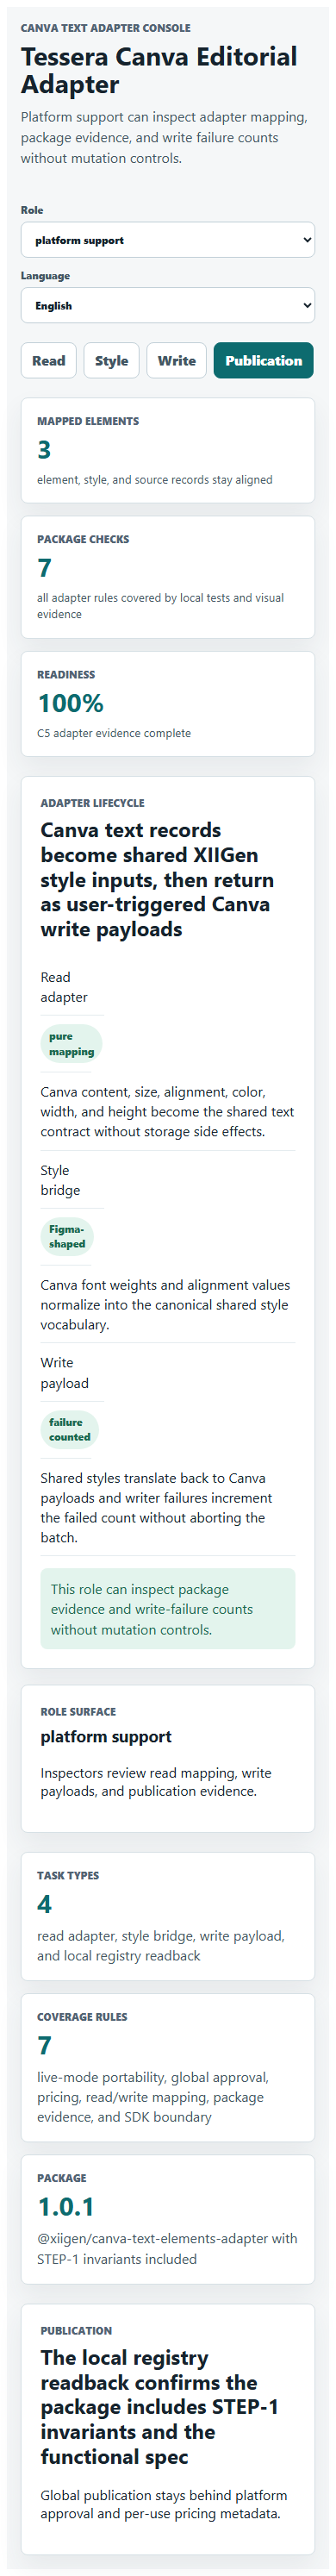 CANVA TEXT ADAPTER CONSOLE
Tessera Canva Editorial
Adapter
Platform support can inspect adapter mapping,
package evidence, and write failure counts
without mutation controls.
Role
platform support
Language
English
Read
Style
Write
Publication
MAPPED ELEMENTS
3
element, style, and source records stay aligned
PACKAGE CHECKS
7
all adapter rules covered by local tests and visual
evidence
READINESS
100%
C5 adapter evidence complete
ADAPTER LIFECYCLE
Canva text records
become shared XIIGen
style inputs, then return
as user-triggered Canva
write payloads
Read
adapter
pure
mapping
Canva content, size, alignment, color,
width, and height become the shared text
contract without storage side effects.
Style
bridge
Figma-
shaped
Canva font weights and alignment values
normalize into the canonical shared style
vocabulary.
Write
payload
failure
counted
Shared styles translate back to Canva
payloads and writer failures increment
the failed count without aborting the
batch.
This role can inspect package
evidence and write-failure counts
without mutation controls.
ROLE SURFACE
platform support
Inspectors review read mapping, write
payloads, and publication evidence.
TASK TYPES
4
read adapter, style bridge, write payload,
and local registry readback
COVERAGE RULES
7
live-mode portability, global approval,
pricing, read/write mapping, package
evidence, and SDK boundary
PACKAGE
1.0.1
@xiigen/canva-text-elements-adapter with
STEP-1 invariants included
PUBLICATION
The local registry
readback confirms the
package includes STEP-1
invariants and the
functional spec
Global publication stays behind platform
approval and per-use pricing metadata.